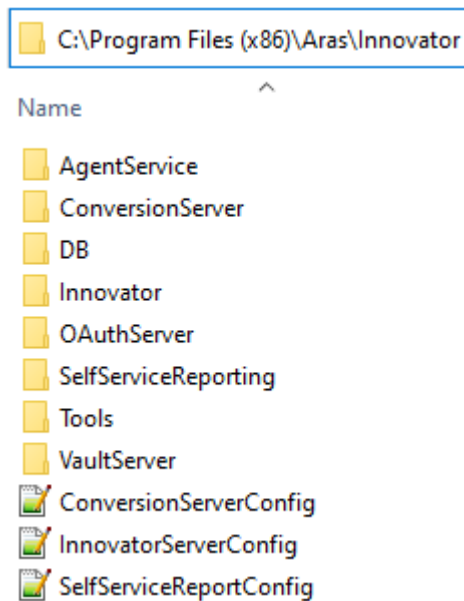 C:\Program Files (x86)\Aras\Innovator
Name
AgentService
ConversionServer
DB
Innovator
OAuthServer
SelfServiceReporting
Tools
VaultServer
ConversionServerConfig
InnovatorServerConfig
SelfServiceReportConfig